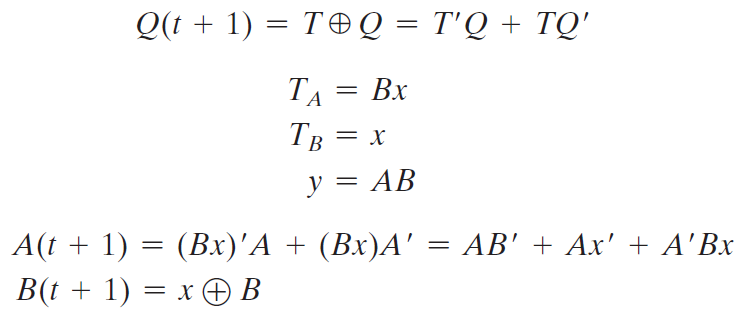 Q(t + 1) = T ⊕ Q = T'Q + TQ'
T_A = Bx
T_B = x
y = AB
A(t + 1) = (Bx)'A + (Bx)A' = AB' + Ax' + A'Bx
B(t + 1) = x ⊕ B